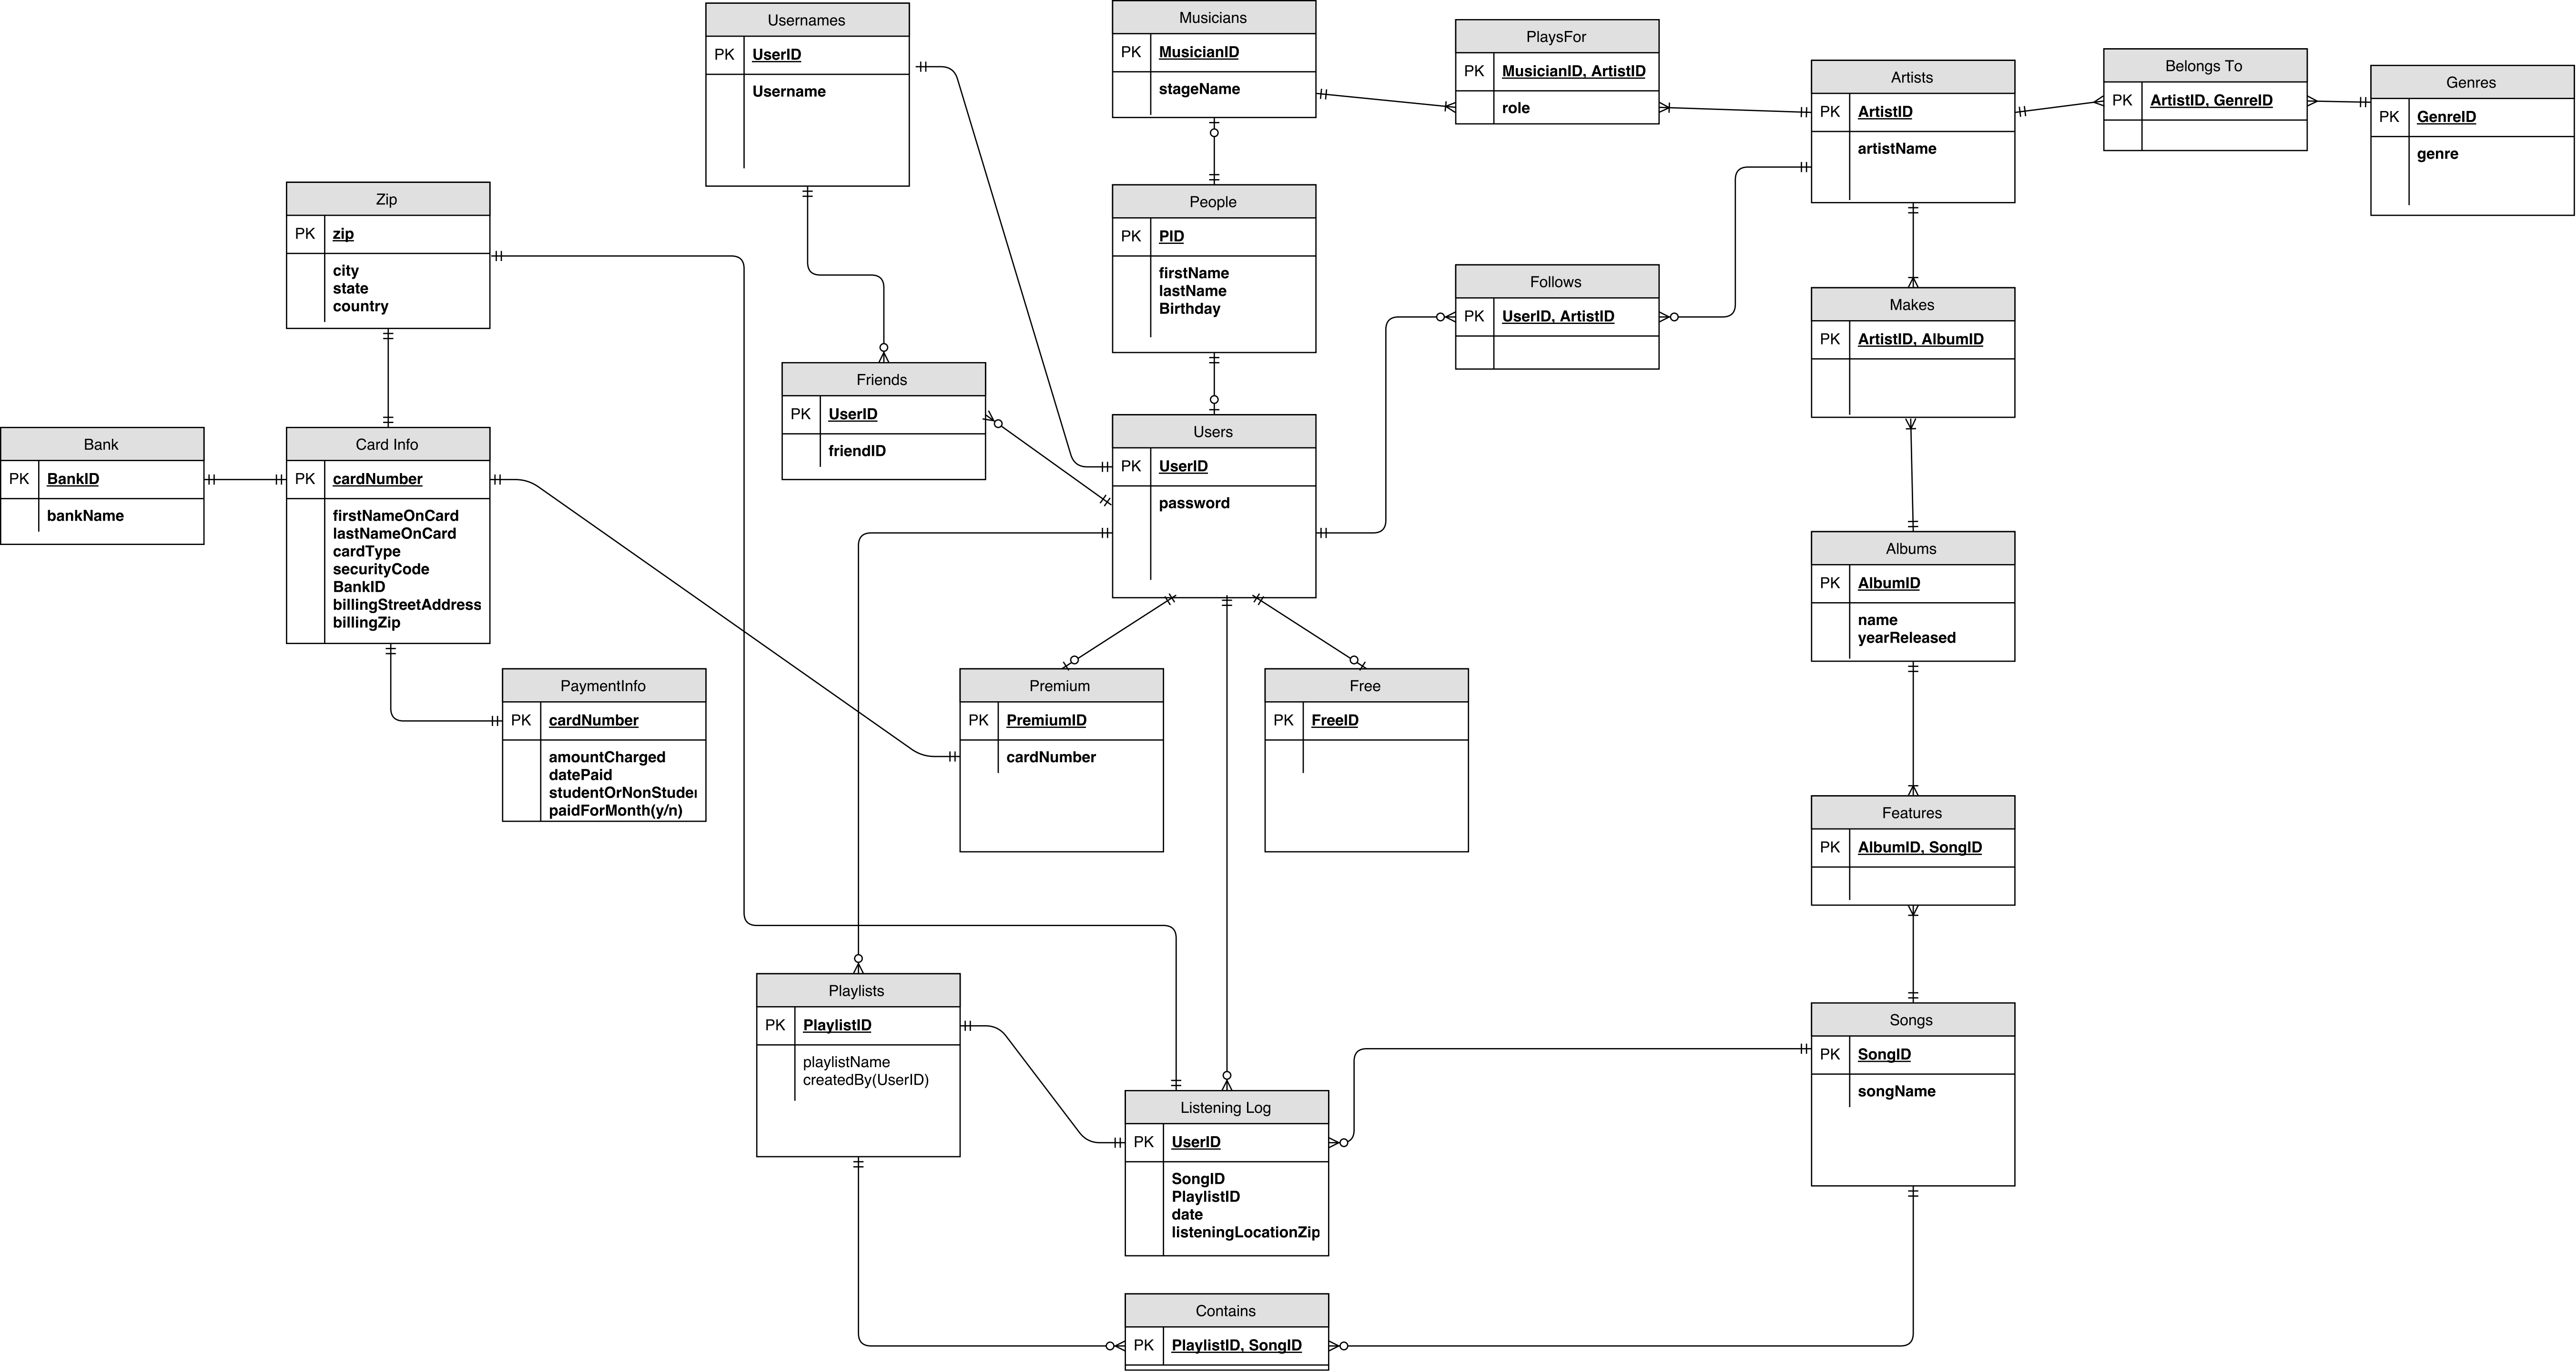 Usernames
PK UserID
Username
Musicians
PK MusicianID
stageName
PlaysFor
PK MusicianID, ArtistID
role
Artists
PK ArtistID
artistName
Belongs To
PK ArtistID, GenreID
Genres
PK GenreID
genre
Zip
PK zip
city
state
country
People
PK PID
firstName
lastName
Birthday
Follows
PK UserID, ArtistID
Makes
PK ArtistID, AlbumID
Friends
PK UserID
friendID
Users
PK UserID
password
Bank
PK BankID
bankName
Card Info
PK cardNumber
firstNameOnCard
lastNameOnCard
cardType
securityCode
BankID
billingStreetAddress
billingZip
Albums
PK AlbumID
name
yearReleased
PaymentInfo
PK cardNumber
amountCharged
datePaid
studentOrNonStuder
paidForMonth(y/n)
Premium
PK PremiumID
cardNumber
Free
PK FreeID
Features
PK AlbumID, SongID
Playlists
PK PlaylistID
playlistName
createdBy(UserID)
Songs
PK SongID
songName
Listening Log
PK UserID
SongID
PlaylistID
date
listeningLocationZip
Contains
PK PlaylistID, SongID